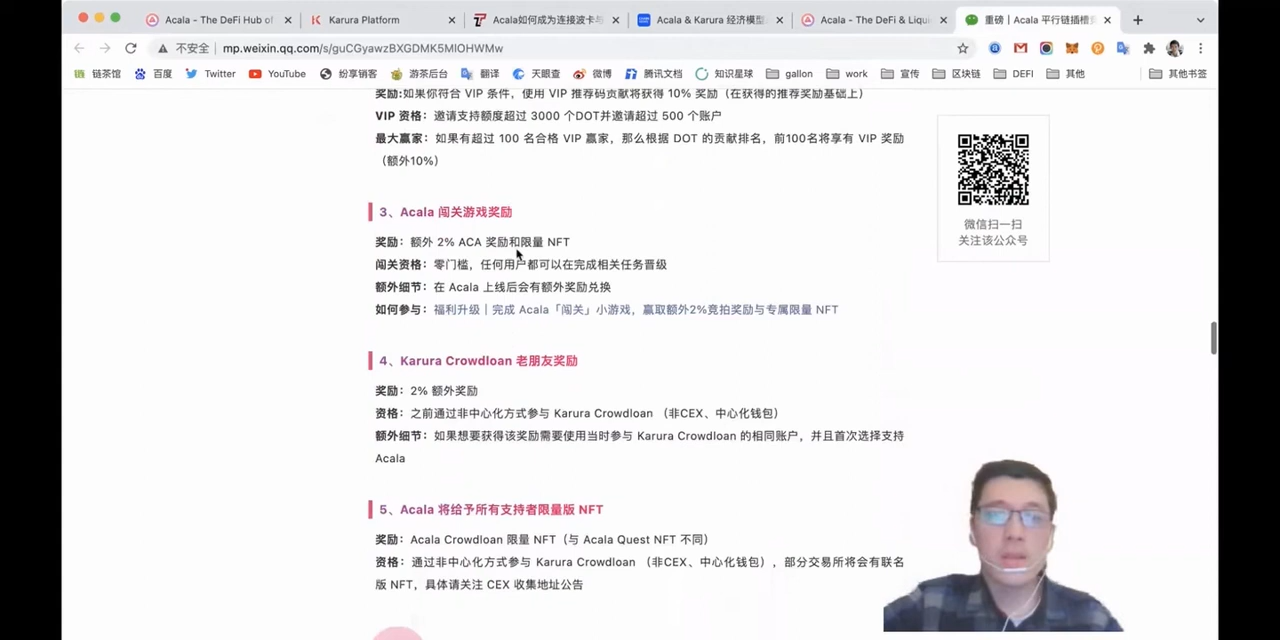 Acala - The DeFi Hub of
Karura Platform
Acala如何成为连接波卡与
Acala & Karura 经济模型
Acala - The DeFi & Liqui
重磅｜Acala 平行链插槽
不安全 | mp.weixin.qq.com/s/guCGyawzBXGDMK5MIOHWMw
链茶馆 百度 Twitter YouTube 纷享销客 游茶后台 翻译 天眼查 微博 腾讯文档 知识星球 gallon work 宣传 区块链 DEFI 其他 其他书签
奖励:如果你符合 VIP 条件，使用 VIP 推荐码贡献将获得 10% 奖励（在获得的推荐奖励基础上）
VIP 资格：邀请支持额度超过 3000 个DOT并邀请超过 500 个账户
最大赢家：如果有超过 100 名合格 VIP 赢家，那么根据 DOT 的贡献排名，前100名将享有 VIP 奖励
（额外10%）
微信扫一扫
关注该公众号
3、Acala 闯关游戏奖励
奖励：额外 2% ACA 奖励和限量 NFT
闯关资格：零门槛，任何用户都可以在完成相关任务晋级
额外细节：在 Acala 上线后会有额外奖励兑换
如何参与：福利升级｜完成 Acala「闯关」小游戏，赢取额外2%竞拍奖励与专属限量 NFT
4、Karura Crowdloan 老朋友奖励
奖励：2% 额外奖励
资格：之前通过非中心化方式参与 Karura Crowdloan （非CEX、中心化钱包）
额外细节：如果想要获得该奖励需要使用当时参与 Karura Crowdloan 的相同账户，并且首次选择支持
Acala
5、Acala 将给予所有支持者限量版 NFT
奖励：Acala Crowdloan 限量 NFT（与 Acala Quest NFT 不同）
资格：通过非中心化方式参与 Karura Crowdloan （非CEX、中心化钱包），部分交易所将会有联名
版 NFT，具体请关注 CEX 收集地址公告